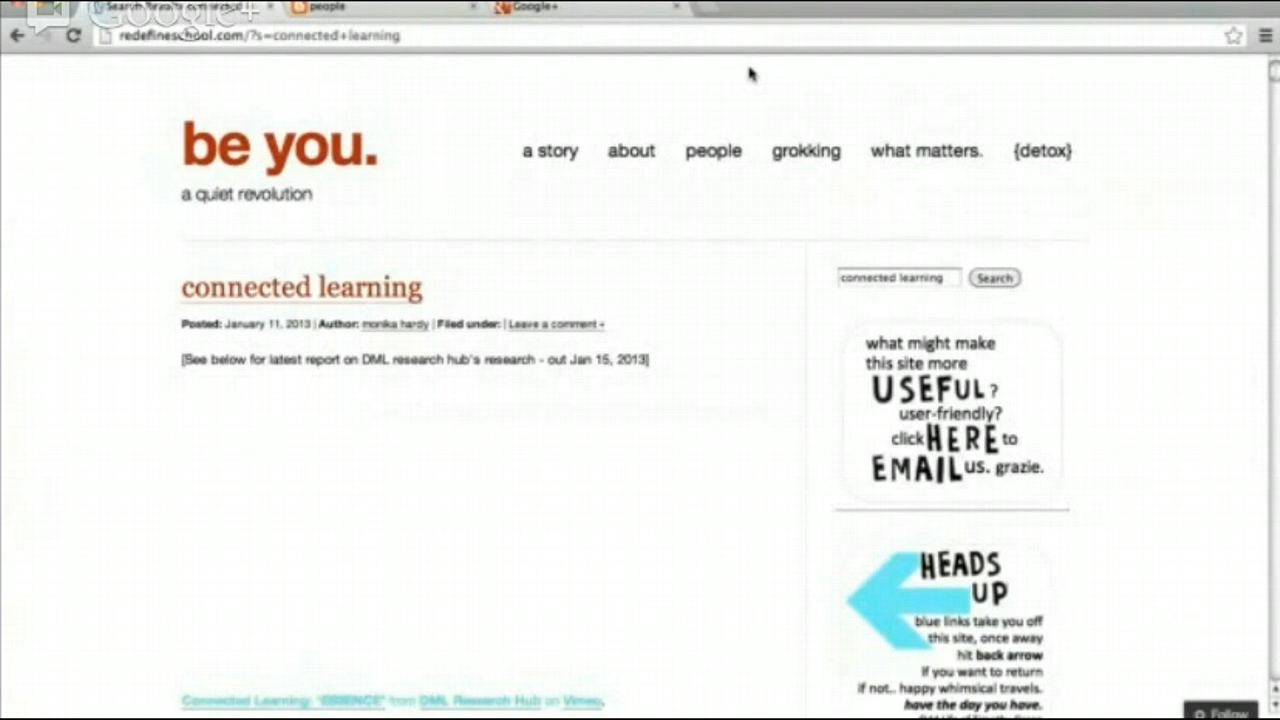 Google+
people
Google+
redefineschool.com/?s=connected+learning
be you.
a quiet revolution
a story about people grokking what matters. {detox}
connected learning
Posted: January 11, 2013 | Author: monika hardy | Filed under: | Leave a comment »
[See below for latest report on DML research hub's research - out Jan 15, 2013]
Connected Learning: "ESSENCE" from DML Research Hub on Vimeo.
connected learning Search
what might make
this site more
USEFUL?
user-friendly?
click HERE to
EMAIL us. grazie.
HEADS
UP
blue links take you off
this site, once away
hit back arrow
if you want to return
if not.. happy whimsical travels.
have the day you have.
Follow